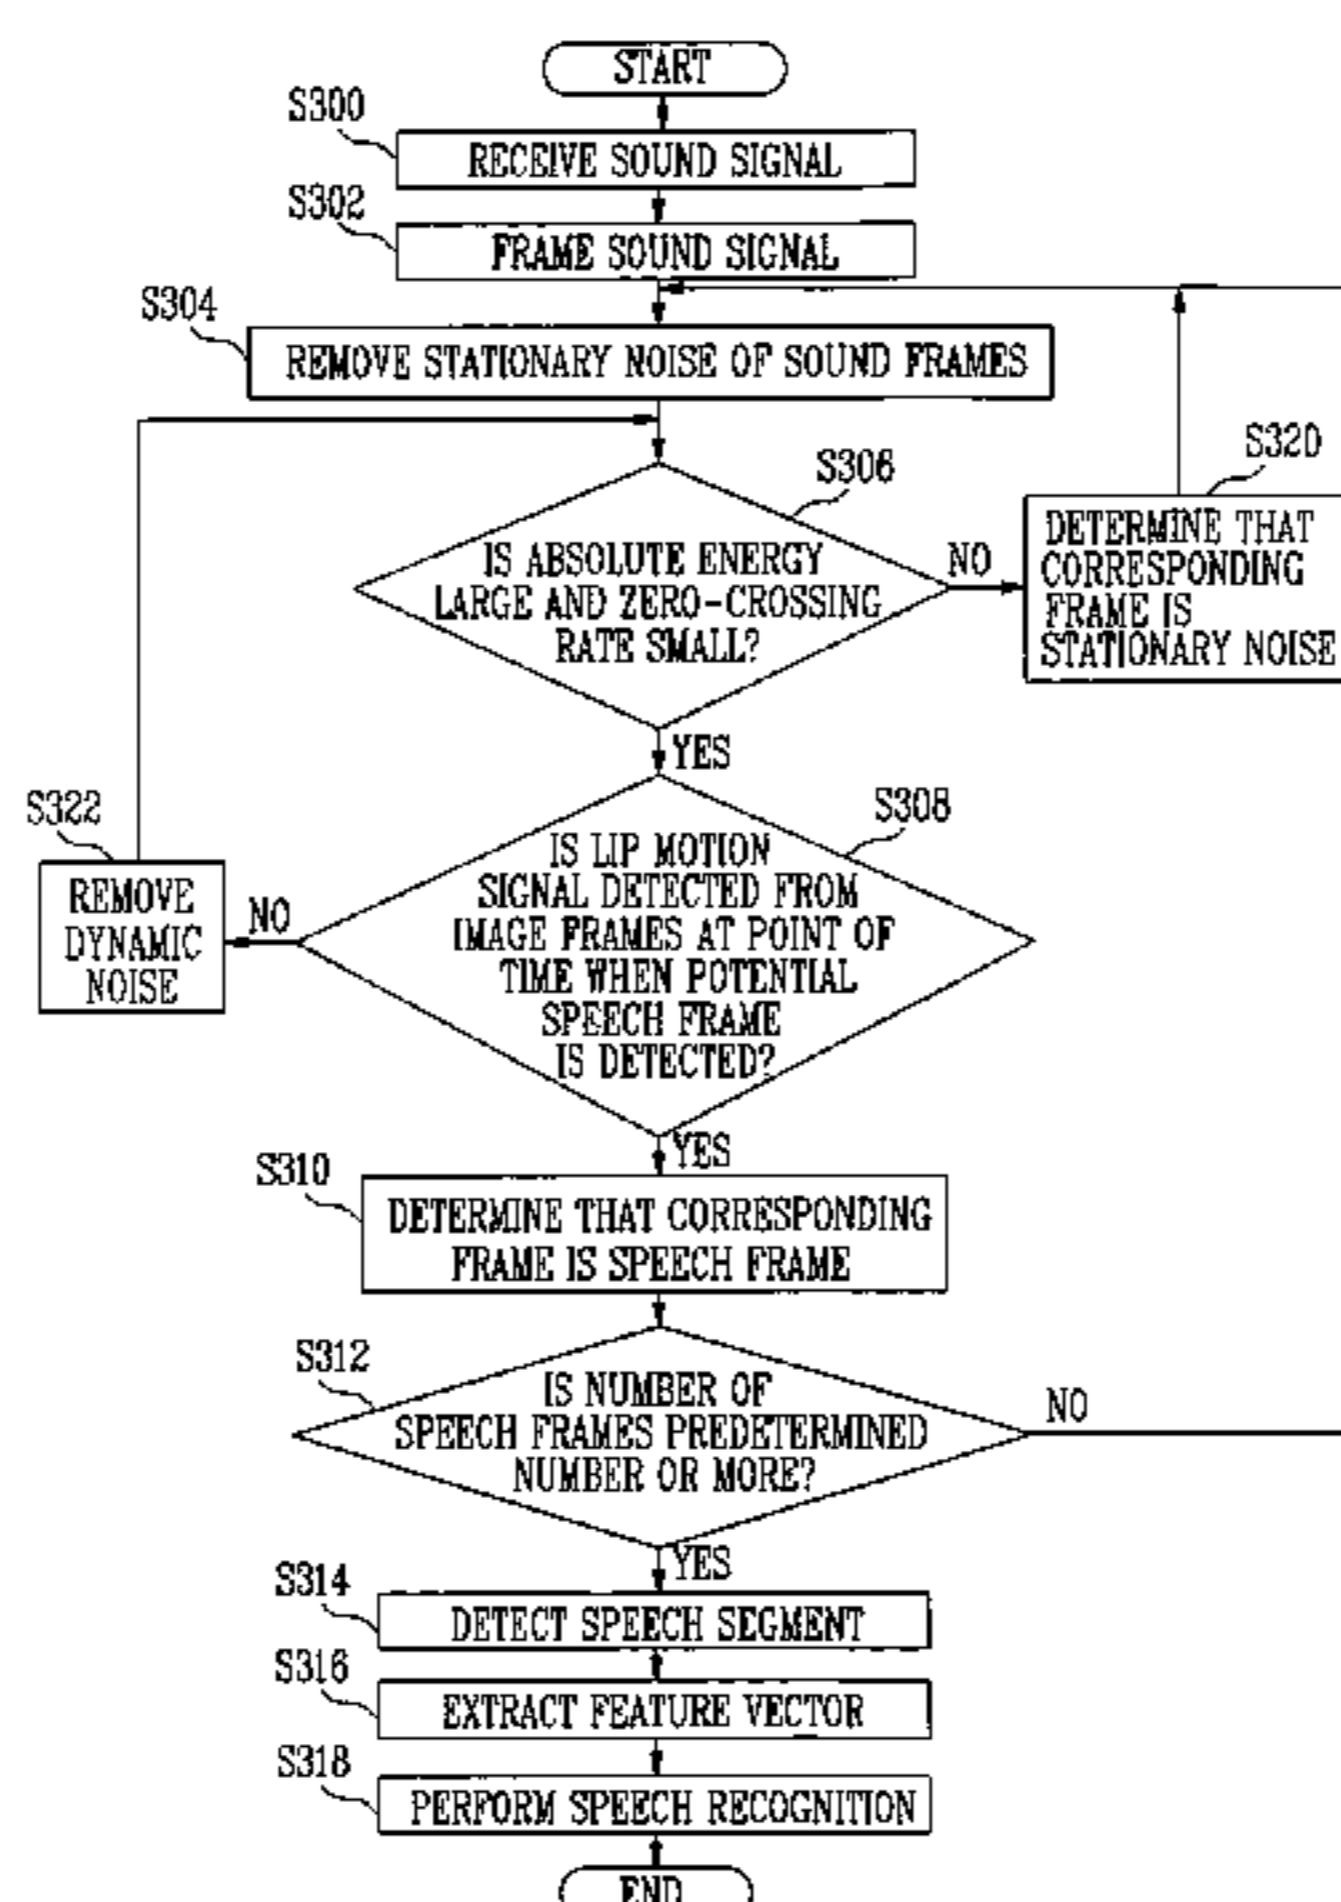 START
S300
RECEIVE SOUND SIGNAL
S302
FRAME SOUND SIGNAL
S304
REMOVE STATIONARY NOISE OF SOUND FRAMES
S306
IS ABSOLUTE ENERGY
LARGE AND ZERO-CROSSING
RATE SMALL?
NO
S320
DETERMINE THAT
CORRESPONDING
FRAME IS
STATIONARY NOISE
YES
S308
IS LIP MOTION
SIGNAL DETECTED FROM
IMAGE FRAMES AT POINT OF
TIME WHEN POTENTIAL
SPEECH FRAME
IS DETECTED?
NO
S322
REMOVE
DYNAMIC
NOISE
YES
S310
DETERMINE THAT CORRESPONDING
FRAME IS SPEECH FRAME
S312
IS NUMBER OF
SPEECH FRAMES PREDETERMINED
NUMBER OR MORE?
NO
YES
S314
DETECT SPEECH SEGMENT
S316
EXTRACT FEATURE VECTOR
S318
PERFORM SPEECH RECOGNITION
END